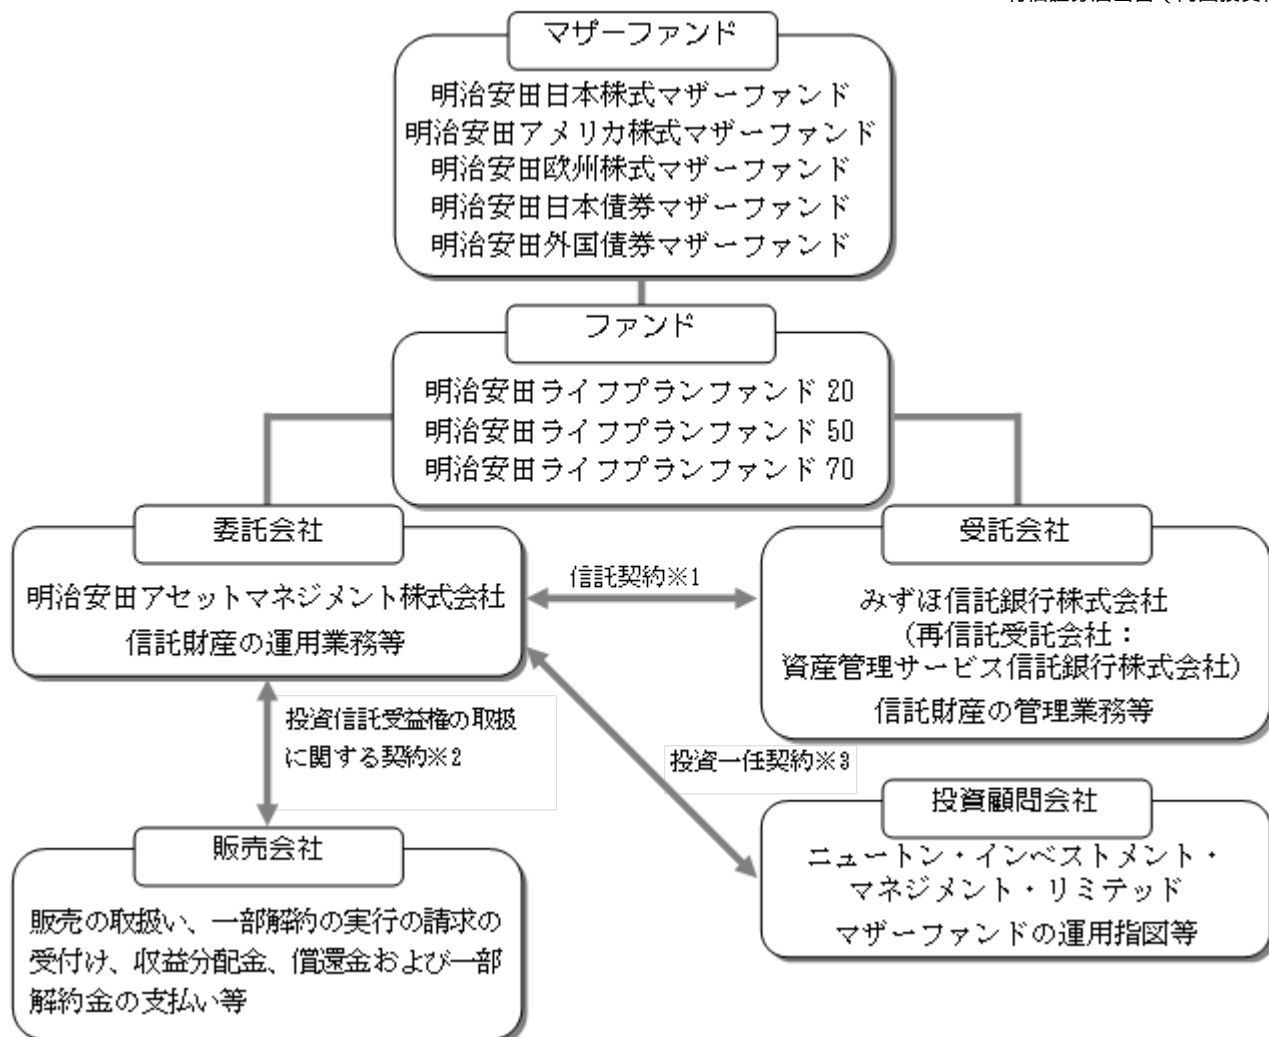 マザーファンド
明治安田日本株式マザーファンド
明治安田アメリカ株式マザーファンド
明治安田欧州株式マザーファンド
明治安田日本債券マザーファンド
明治安田外国債券マザーファンド
ファンド
明治安田ライフプランファンド 20
明治安田ライフプランファンド 50
明治安田ライフプランファンド 70
委託会社
明治安田アセットマネジメント株式会社
信託財産の運用業務等
信託契約※1
受託会社
みずほ信託銀行株式会社
（再信託受託会社：
資産管理サービス信託銀行株式会社）
信託財産の管理業務等
投資信託受益権の取扱
に関する契約※2
投資一任契約※3
販売会社
販売の取扱い、一部解約の実行の請求の
受付け、収益分配金、償還金および一部
解約金の支払い等
投資顧問会社
ニュートン・インベストメント・
マネジメント・リミテッド
マザーファンドの運用指図等